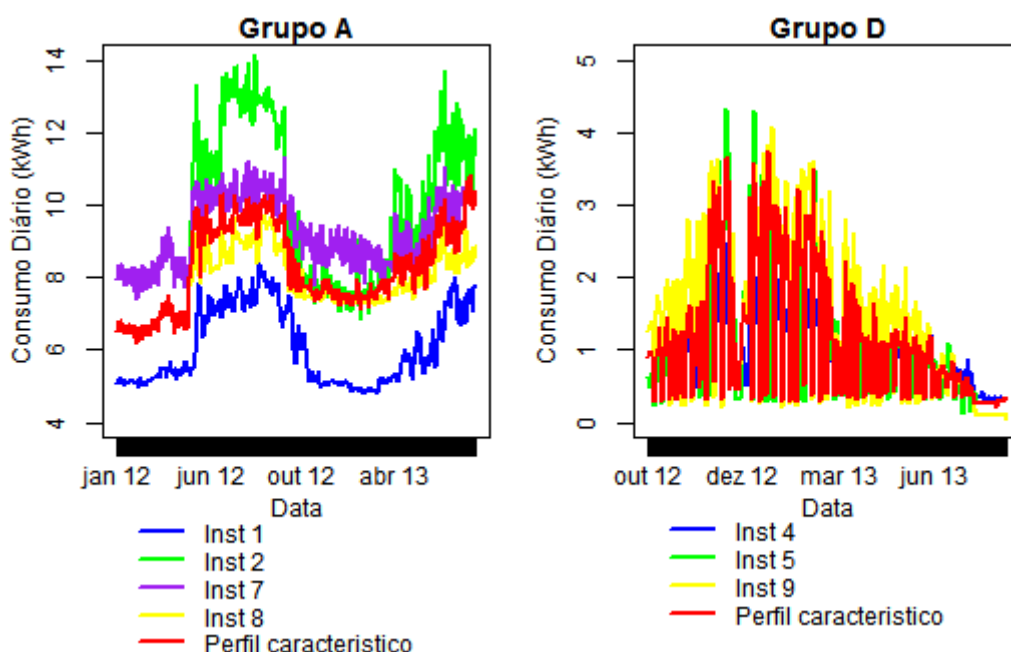 Grupo A
Consumo Diário (kWh)
14
12
10
8
6
4
jan 12 jun 12 out 12 abr 13
Data
Inst 1
Inst 2
Inst 7
Inst 8
Perfil caracteristico
Grupo D
Consumo Diário (kWh)
5
4
3
2
1
0
out 12 dez 12 mar 13 jun 13
Data
Inst 4
Inst 5
Inst 9
Perfil caracteristico